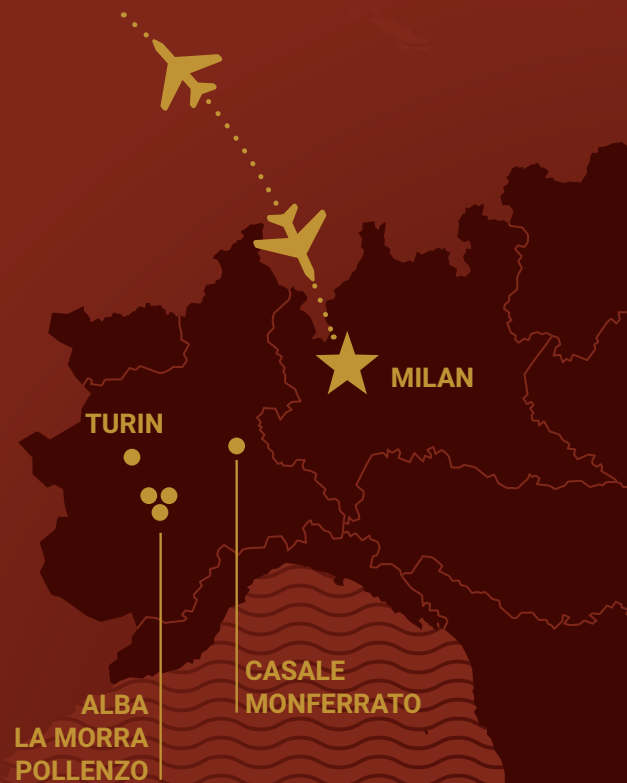 MILAN
TURIN
CASALE
MONFERRATO
ALBA
LA MORRA
POLLENZO